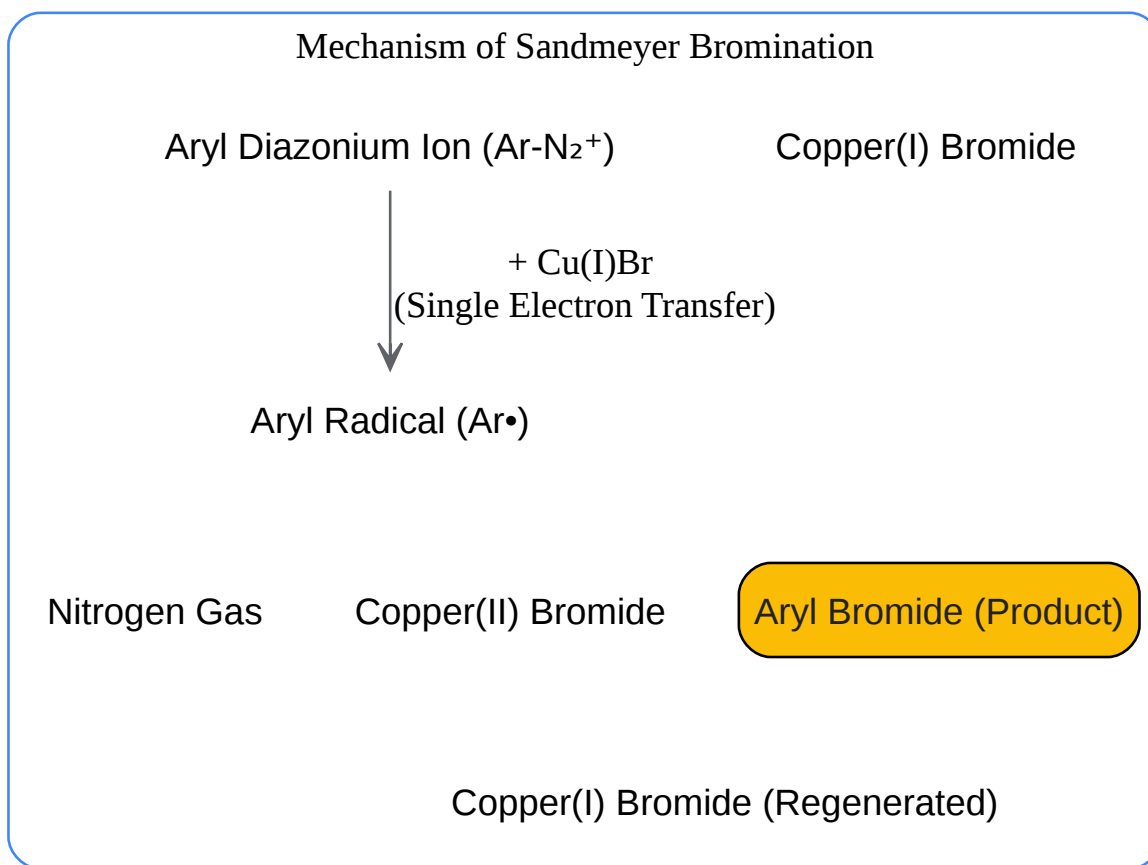 Mechanism of Sandmeyer Bromination
Aryl Diazonium Ion (Ar-N₂⁺)
Copper(I) Bromide
+ Cu(I)Br
(Single Electron Transfer)
Aryl Radical (Ar•)
Nitrogen Gas
Copper(II) Bromide
Aryl Bromide (Product)
Copper(I) Bromide (Regenerated)